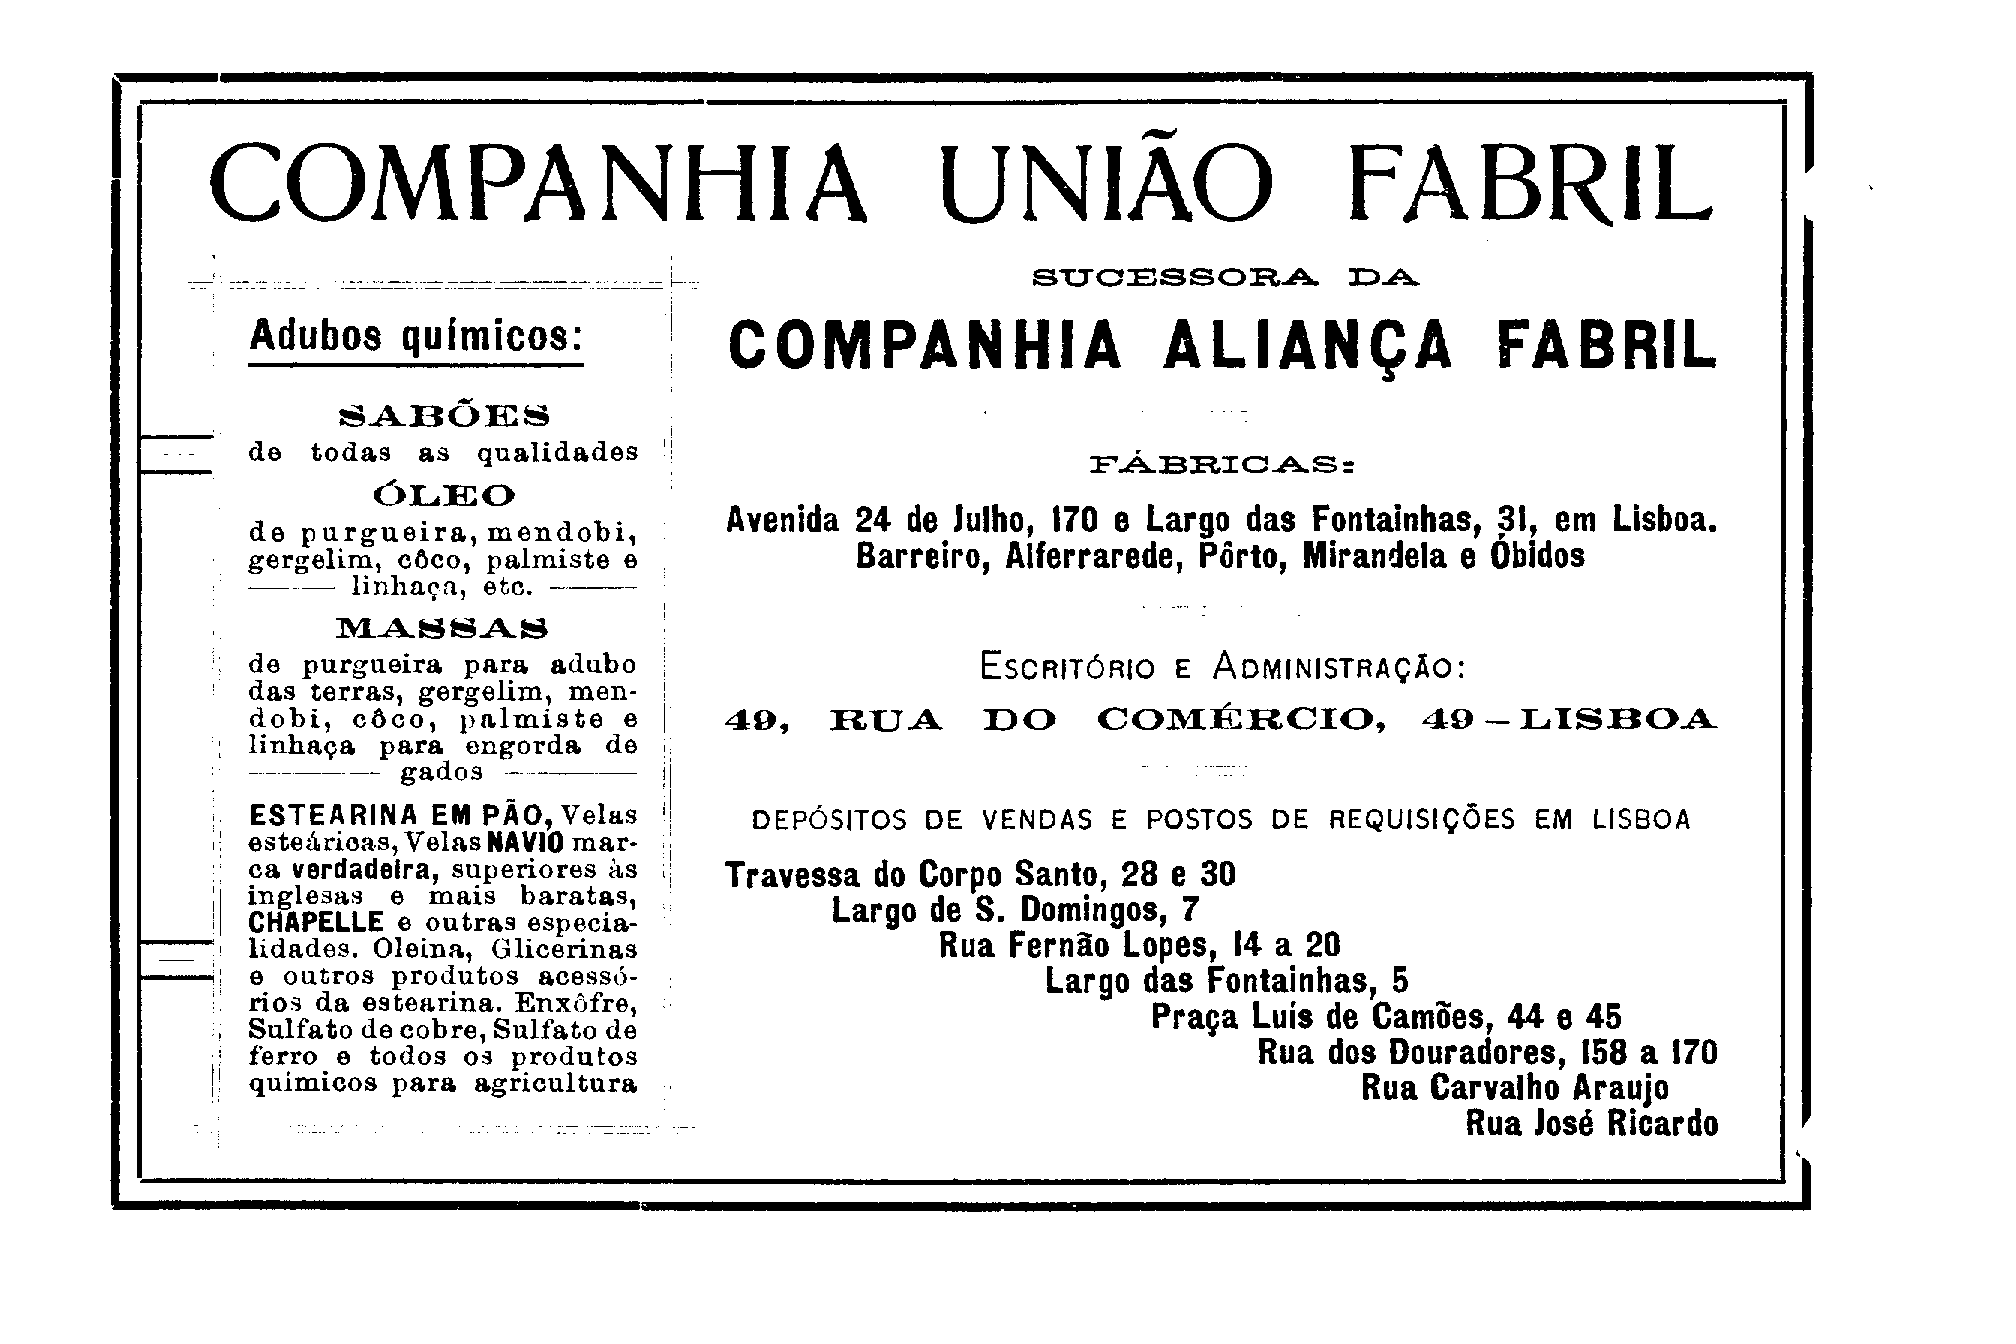 COMPANHIA UNIÃO FABRIL
Adubos químicos:
SABÕES
de todas as qualidades
ÓLEO
de purgueira, mendobi,
gergelim, côco, palmiste e
linhaça, etc.
MASSAS
de purgueira para adubo
das terras, gergelim, men-
dobi, côco, palmiste e
linhaça para engorda de
gados
ESTEARINA EM PÃO, Velas
esteáricas, Velas NAVIO mar-
ca verdadeira, superiores às
inglesas e mais baratas,
CHAPELLE e outras especia-
lidades. Oleina, Glicerinas
e outros produtos acessó-
rios da estearina. Enxôfre,
Sulfato de cobre, Sulfato de
ferro e todos os produtos
químicos para agricultura
SUCESSORA DA
COMPANHIA ALIANÇA FABRIL
FÁBRICAS:
Avenida 24 de Julho, 170 e Largo das Fontainhas, 31, em Lisboa.
Barreiro, Alferrarede, Pôrto, Mirandela e Óbidos
ESCRITÓRIO E ADMINISTRAÇÃO:
49, RUA DO COMÉRCIO, 49 – LISBOA
DEPÓSITOS DE VENDAS E POSTOS DE REQUISIÇÕES EM LISBOA
Travessa do Corpo Santo, 28 e 30
Largo de S. Domingos, 7
Rua Fernão Lopes, 14 a 20
Largo das Fontainhas, 5
Praça Luís de Camões, 44 e 45
Rua dos Douradores, 158 a 170
Rua Carvalho Araujo
Rua José Ricardo